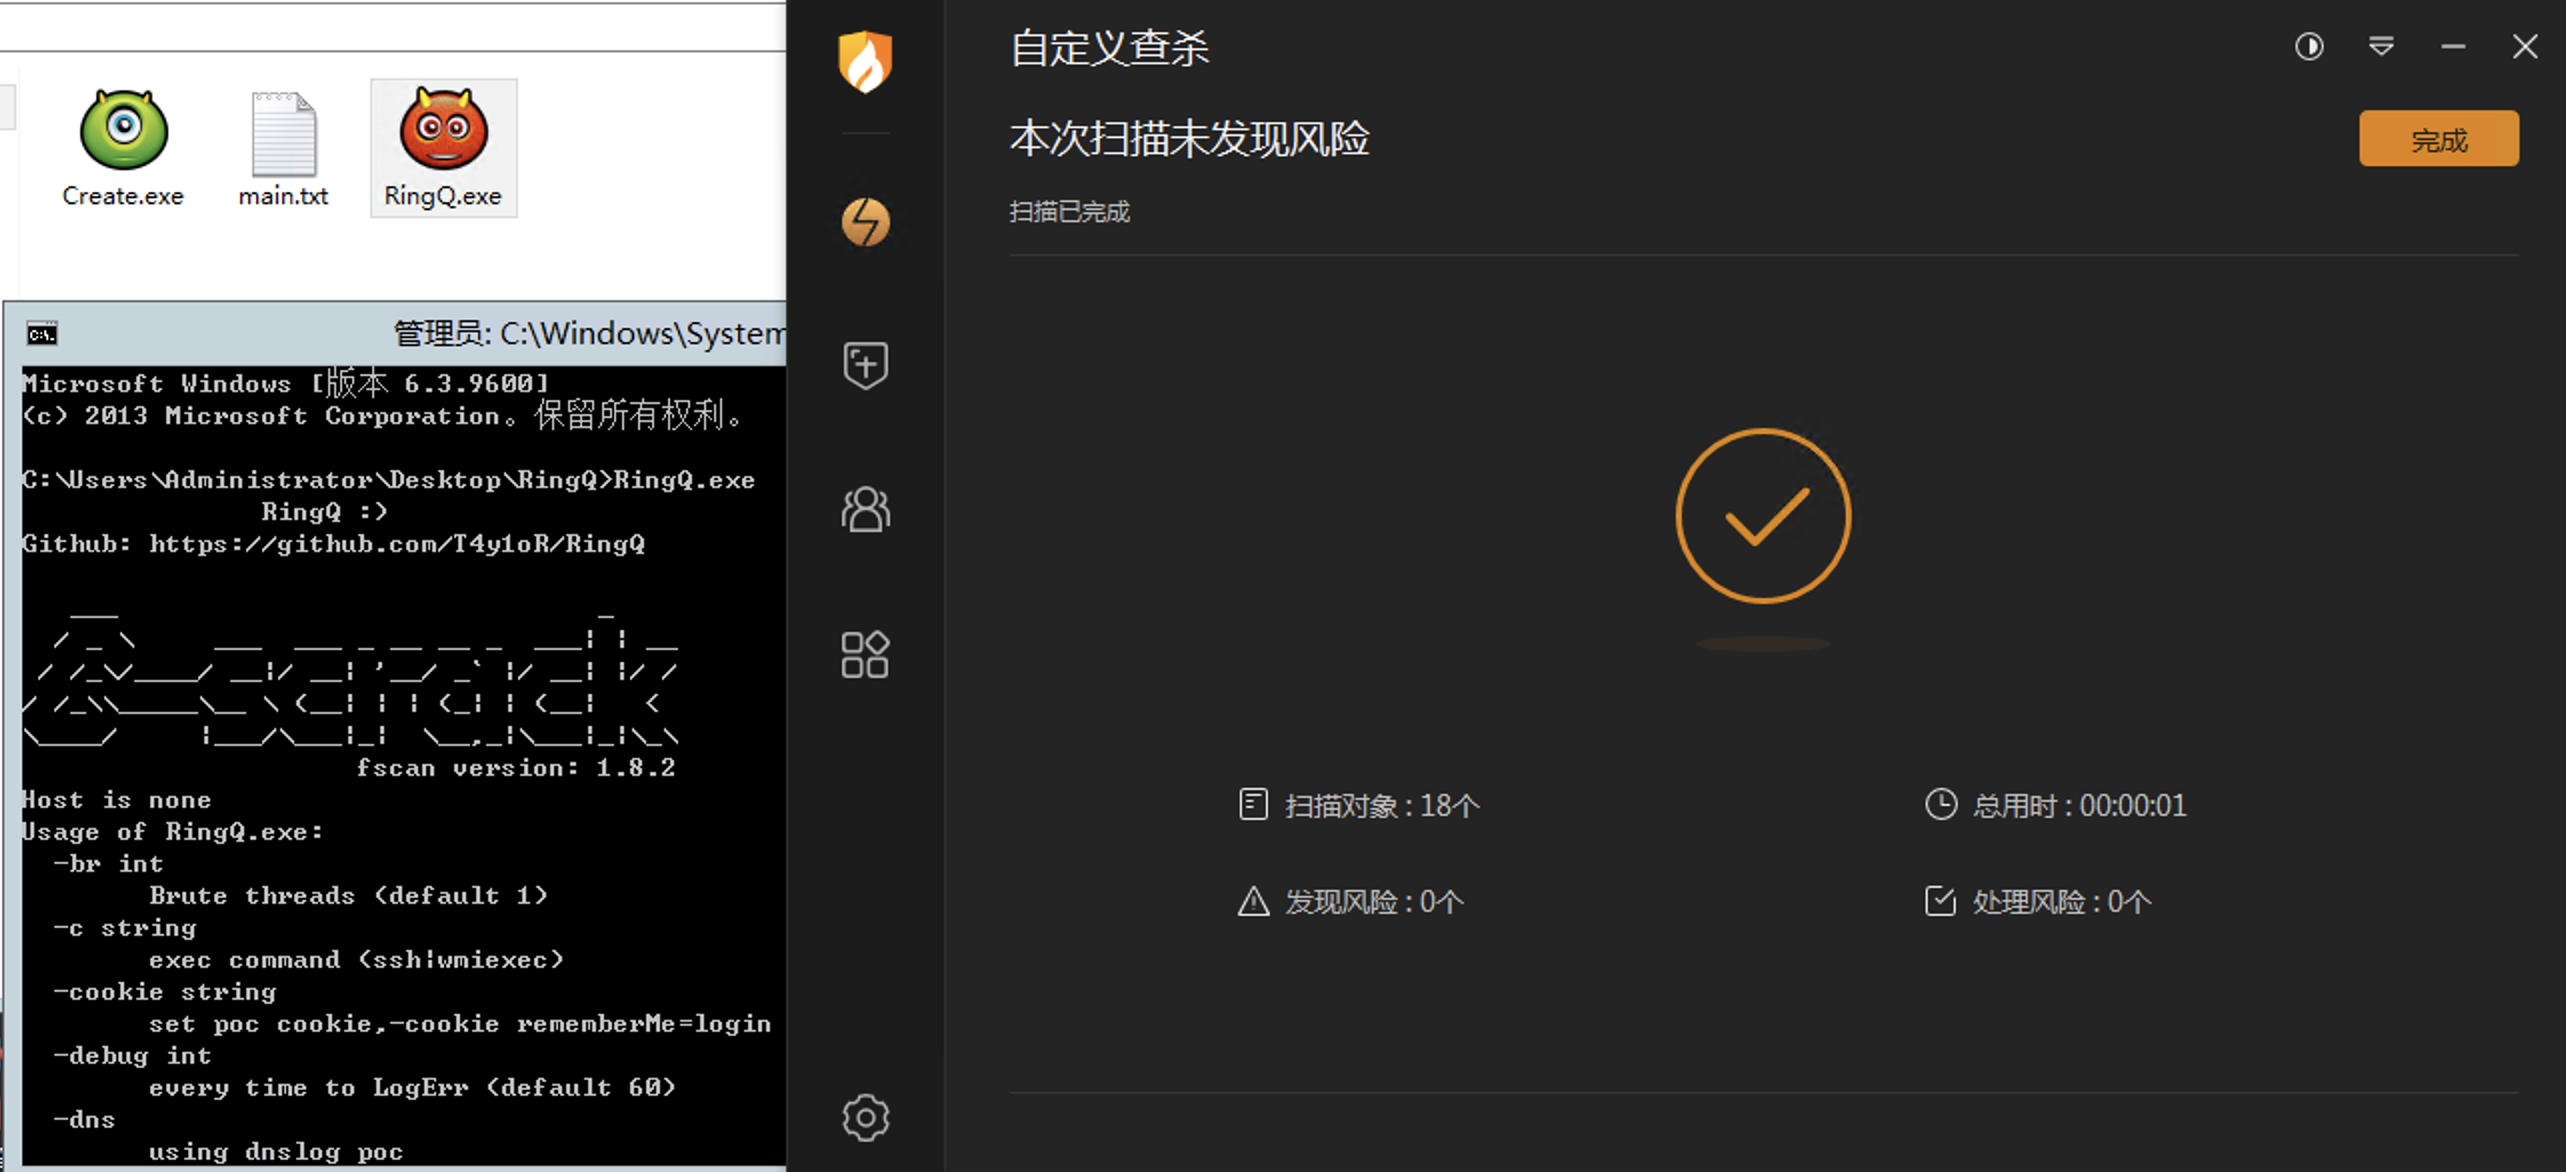 Create.exe
main.txt
RingQ.exe
管理员: C:\Windows\System
Microsoft Windows [版本 6.3.9600]
(c) 2013 Microsoft Corporation。保留所有权利。
C:\Users\Administrator\Desktop\RingQ>RingQ.exe
RingQ :)
Github: https://github.com/T4y1oR/RingQ
fscan version: 1.8.2
Host is none
Usage of RingQ.exe:
-br int
Brute threads (default 1)
-c string
exec command (ssh|wmiexec)
-cookie string
set poc cookie,-cookie rememberMe=login
-debug int
every time to LogErr (default 60)
-dns
using dnslog poc
自定义查杀
本次扫描未发现风险
完成
扫描已完成
扫描对象 : 18个
总用时 : 00:00:01
发现风险 : 0个
处理风险 : 0个